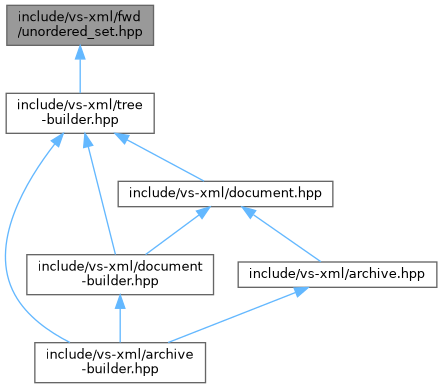 include/vs-xml/fwd
/unordered_set.hpp
include/vs-xml/tree
-builder.hpp
include/vs-xml/document.hpp
include/vs-xml/document
-builder.hpp
include/vs-xml/archive.hpp
include/vs-xml/archive
-builder.hpp